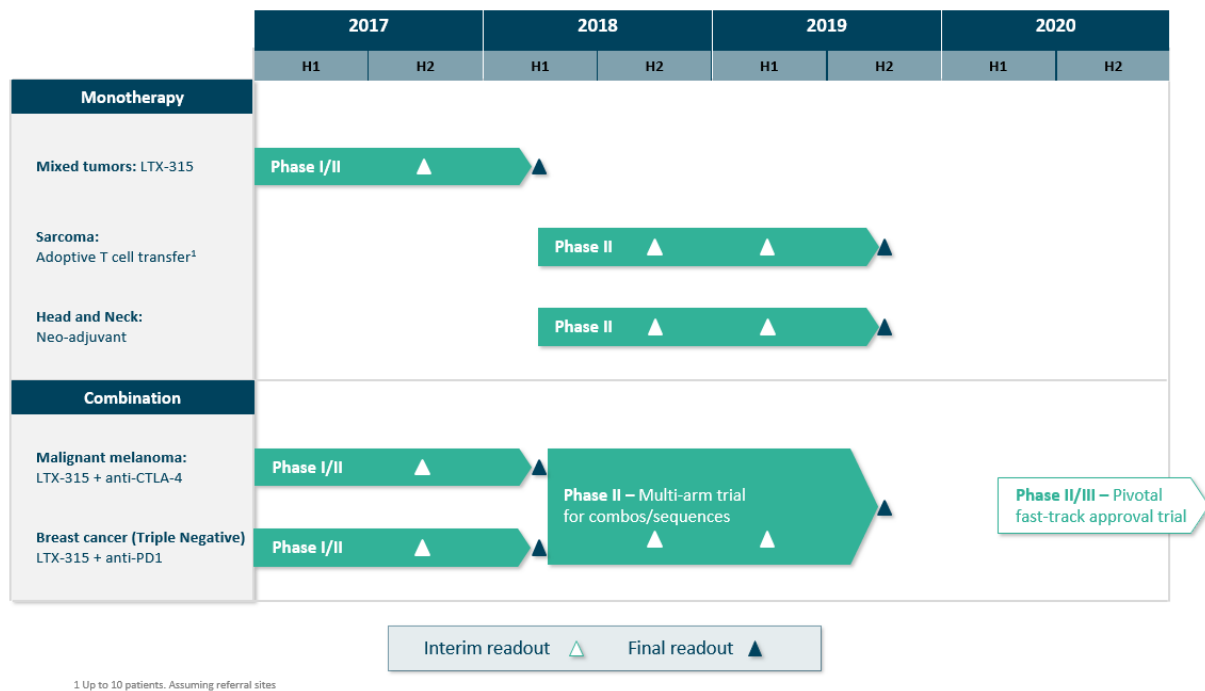 2017 2018 2019 2020
H1 H2 H1 H2 H1 H2 H1 H2
Monotherapy
Mixed tumors: LTX-315
Phase I/II
Sarcoma:
Adoptive T cell transfer¹
Phase II
Head and Neck:
Neo-adjuvant
Phase II
Combination
Malignant melanoma:
LTX-315 + anti-CTLA-4
Phase I/II
Breast cancer (Triple Negative)
LTX-315 + anti-PD1
Phase I/II
Phase II – Multi-arm trial
for combos/sequences
Phase II/III – Pivotal
fast-track approval trial
Interim readout Final readout
1 Up to 10 patients. Assuming referral sites